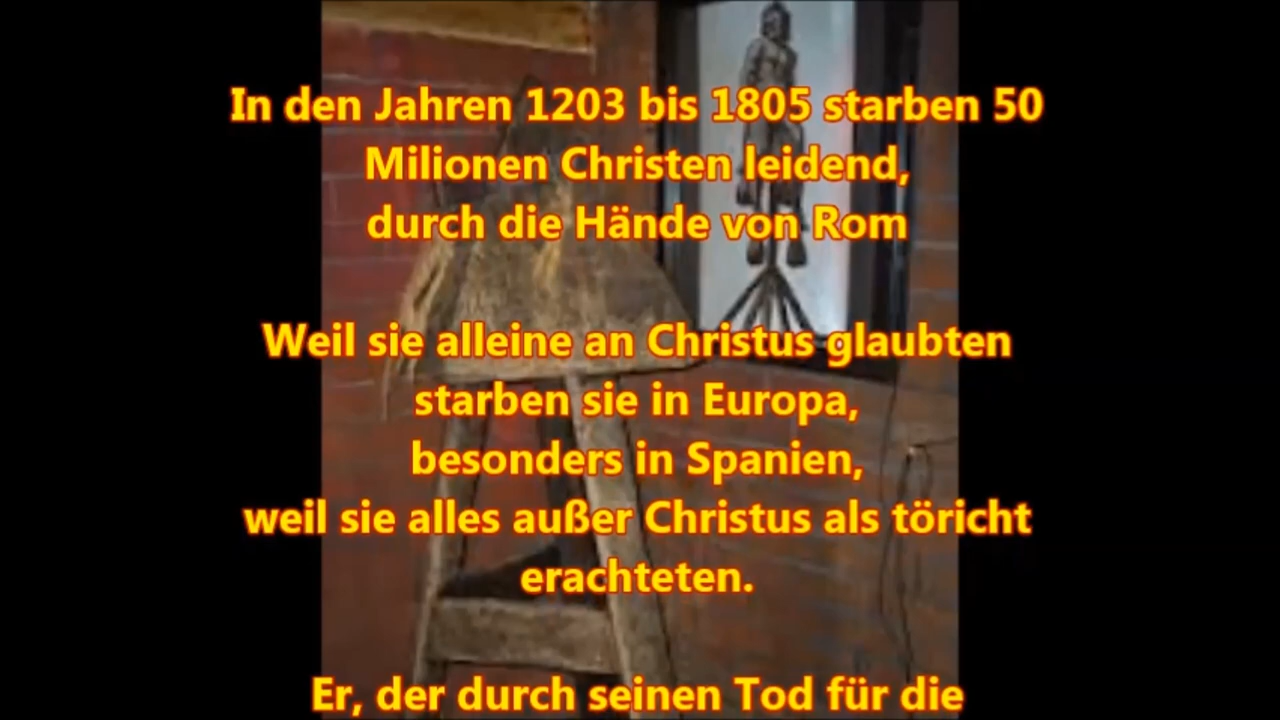 In den Jahren 1203 bis 1805 starben 50
Milionen Christen leidend,
durch die Hände von Rom
Weil sie alleine an Christus glaubten
starben sie in Europa,
besonders in Spanien,
weil sie alles außer Christus als töricht
erachteten.
Er, der durch seinen Tod für die